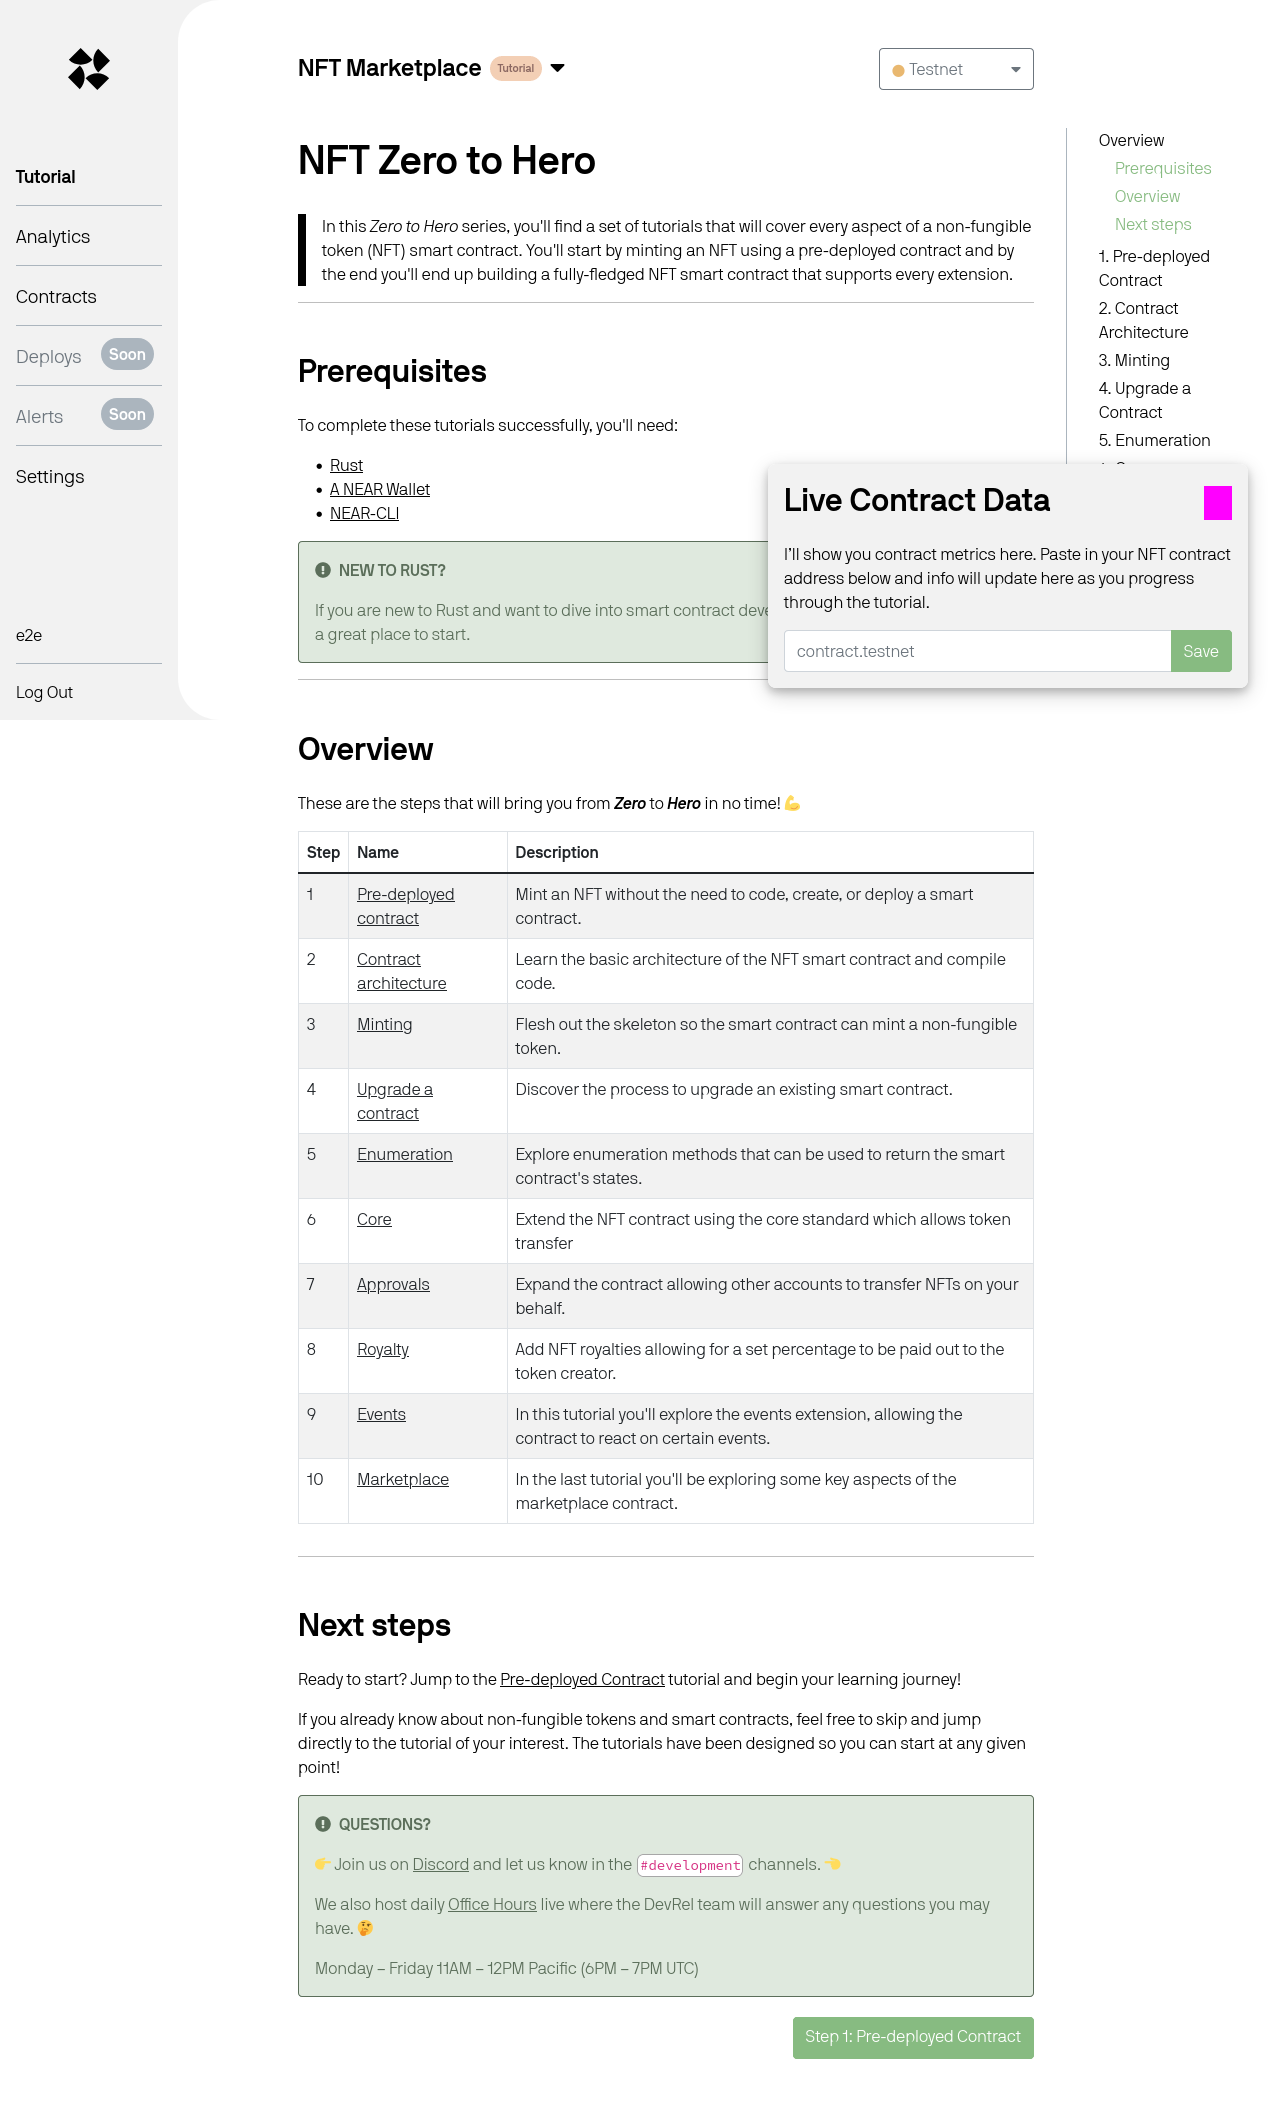 Tutorial
Analytics
Contracts
Deploys Soon
Alerts Soon
Settings
e2e
Log Out
NFT Marketplace Tutorial
Testnet
NFT Zero to Hero
In this Zero to Hero series, you'll find a set of tutorials that will cover every aspect of a non-fungible
token (NFT) smart contract. You'll start by minting an NFT using a pre-deployed contract and by
the end you'll end up building a fully-fledged NFT smart contract that supports every extension.
Prerequisites
To complete these tutorials successfully, you'll need:
• Rust
• A NEAR Wallet
• NEAR-CLI
NEW TO RUST?
If you are new to Rust and want to dive into smart contract
a great place to start.
Overview
Prerequisites
Overview
Next steps
1. Pre-deployed
Contract
2. Contract
Architecture
3. Minting
4. Upgrade a
Contract
5. Enumeration
Live Contract Data
I’ll show you contract metrics here. Paste in your NFT contract
address below and info will update here as you progress
through the tutorial.
contract.testnet Save
Overview
These are the steps that will bring you from Zero to Hero in no time! 💪
Step Name Description
1 Pre-deployed contract Mint an NFT without the need to code, create, or deploy a smart
contract.
2 Contract architecture Learn the basic architecture of the NFT smart contract and compile
code.
3 Minting Flesh out the skeleton so the smart contract can mint a non-fungible
token.
4 Upgrade a contract Discover the process to upgrade an existing smart contract.
5 Enumeration Explore enumeration methods that can be used to return the smart
contract's states.
6 Core Extend the NFT contract using the core standard which allows token
transfer
7 Approvals Expand the contract allowing other accounts to transfer NFTs on your
behalf.
8 Royalty Add NFT royalties allowing for a set percentage to be paid out to the
token creator.
9 Events In this tutorial you'll explore the events extension, allowing the
contract to react on certain events.
10 Marketplace In the last tutorial you'll be exploring some key aspects of the
marketplace contract.
Next steps
Ready to start? Jump to the Pre-deployed Contract tutorial and begin your learning journey!
If you already know about non-fungible tokens and smart contracts, feel free to skip and jump
directly to the tutorial of your interest. The tutorials have been designed so you can start at any given
point!
QUESTIONS?
👉 Join us on Discord and let us know in the #development channels. 👈
We also host daily Office Hours live where the DevRel team will answer any questions you may
have. 🤔
Monday – Friday 11AM – 12PM Pacific (6PM – 7PM UTC)
Step 1: Pre-deployed Contract